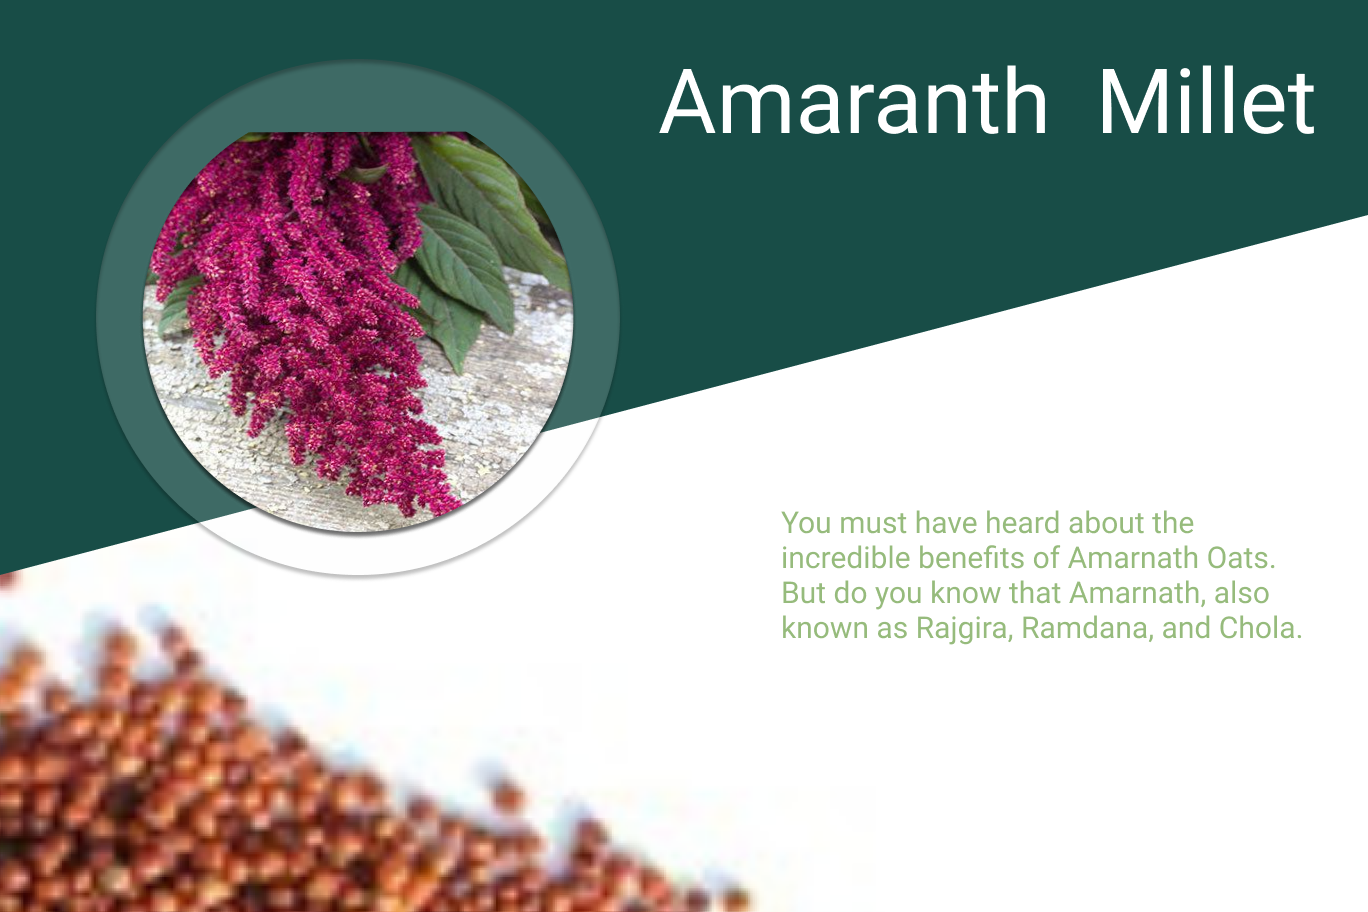 Amaranth Millet
You must have heard about the
incredible benefits of Amarnath Oats.
But do you know that Amarnath, also
known as Rajgira, Ramdana, and Chola.